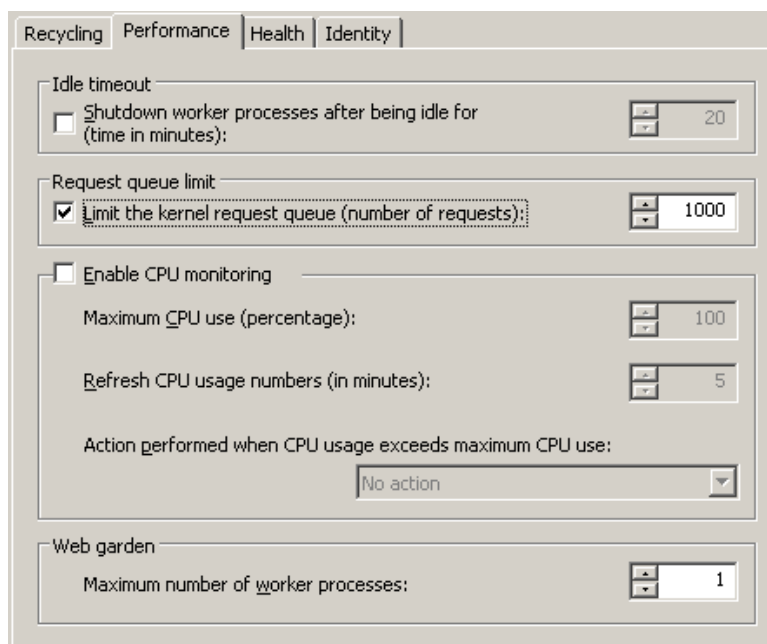 Recycling Performance Health Identity
Idle timeout
Shutdown worker processes after being idle for
(time in minutes): 20
Request queue limit
Limit the kernel request queue (number of requests): 1000
Enable CPU monitoring
Maximum CPU use (percentage): 100
Refresh CPU usage numbers (in minutes): 5
Action performed when CPU usage exceeds maximum CPU use:
No action
Web garden
Maximum number of worker processes: 1